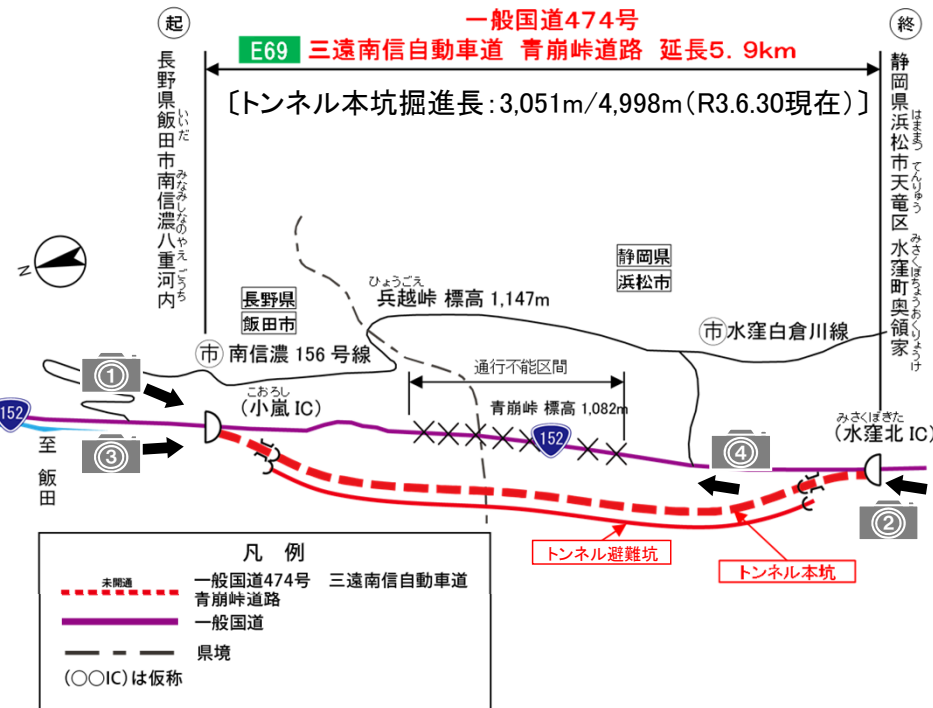 一般国道474号
E69 三遠南信自動車道 青崩峠道路 延長5.9km
〔トンネル本坑掘進長:3,051m/4,998m(R3.6.30現在)〕
起
長野県飯田市南信濃八重河内
いいだ
みなみしなのやえ ごうち
終
静岡県浜松市天竜区 水窪町奥領家
はままつ てんりゅう
みさくぼちょうおくりょうけ
N
長野県
飯田市
静岡県
浜松市
ひょうごえ
兵越峠 標高 1,147m
市 南信濃 156 号線
市 水窪白倉川線
通行不能区間
青崩峠 標高 1,082m
こおろし
(小嵐 IC)
みさくぼきた
(水窪北 IC)
152
152
①
③
④
②
至 飯田
トンネル避難坑
トンネル本坑
凡 例
未開通
一般国道474号 三遠南信自動車道
青崩峠道路
一般国道
県境
(○○IC)は仮称